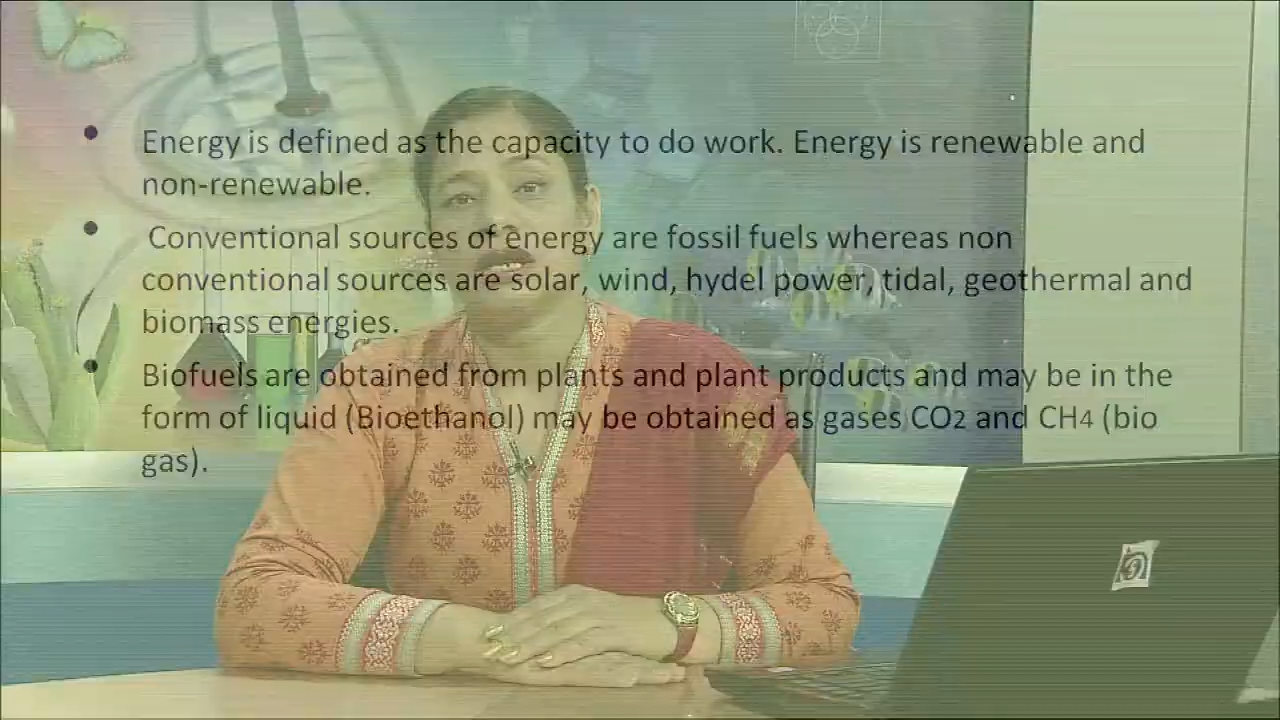 Energy is defined as the capacity to do work. Energy is renewable and
non-renewable.
Conventional sources of energy are fossil fuels whereas non
conventional sources are solar, wind, hydel power, tidal, geothermal and
biomass energies.
Biofuels are obtained from plants and plant products and may be in the
form of liquid (Bioethanol) may be obtained as gases CO2 and CH4 (bio
gas).